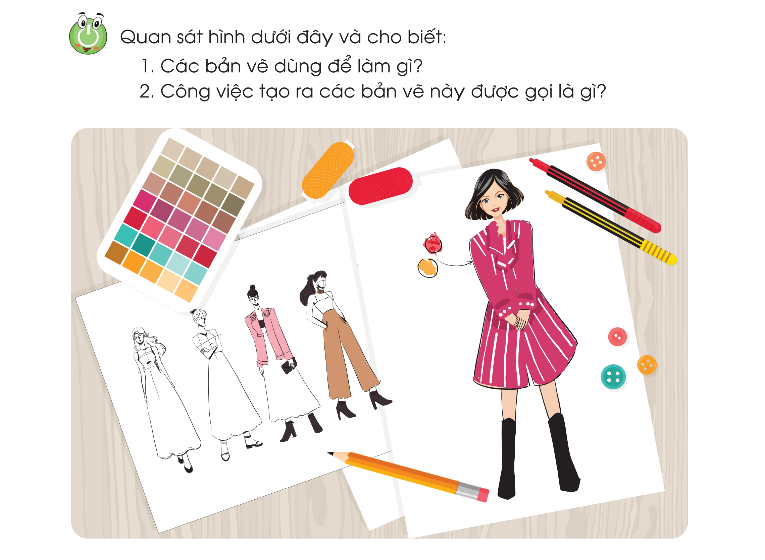 Quan sát hình dưới đây và cho biết:
1. Các bản vẽ dùng để làm gì?
2. Công việc tạo ra các bản vẽ này được gọi là gì?